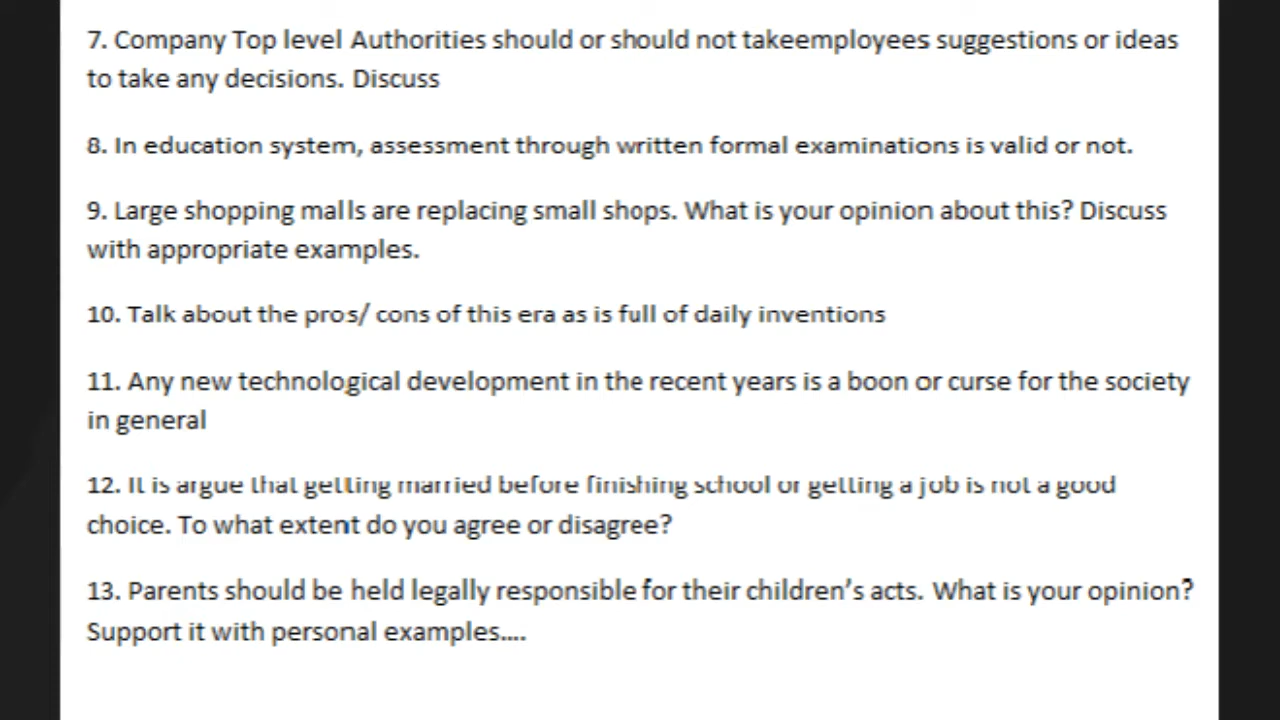 7. Company Top level Authorities should or should not takeemployees suggestions or ideas
to take any decisions. Discuss
8. In education system, assessment through written formal examinations is valid or not.
9. Large shopping malls are replacing small shops. What is your opinion about this? Discuss
with appropriate examples.
10. Talk about the pros/ cons of this era as is full of daily inventions
11. Any new technological development in the recent years is a boon or curse for the society
in general
12. It is argue that getting married before finishing school or getting a job is not a good
choice. To what extent do you agree or disagree?
13. Parents should be held legally responsible for their children’s acts. What is your opinion?
Support it with personal examples....